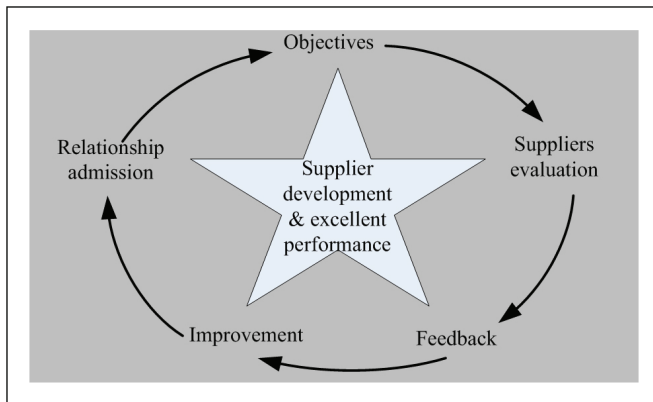 Objectives
Suppliers
evaluation
Feedback
Improvement
Relationship
admission
Supplier
development
& excellent
performance